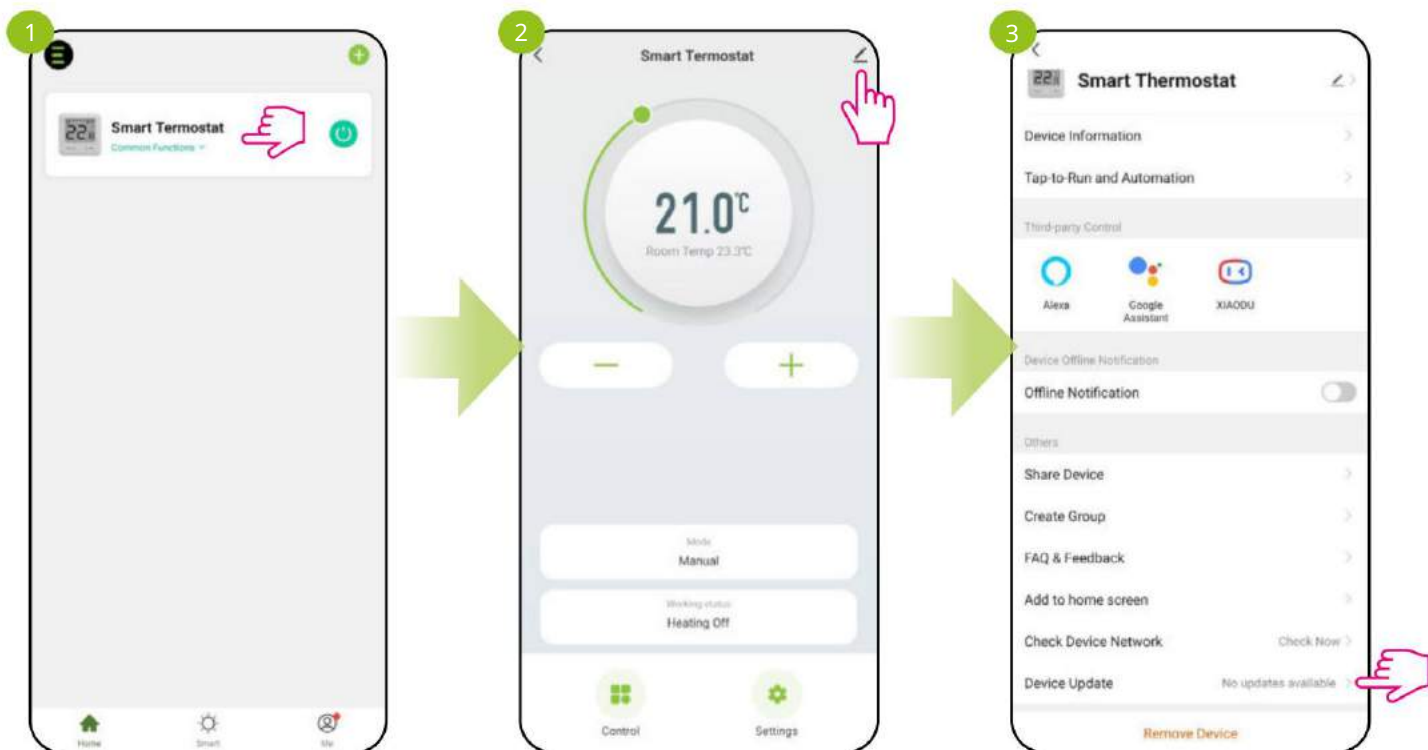 1
Smart Termostat
Common Functions
Home
Smart
Me
2
Smart Termostat
21.0°C
Room Temp 23.3°C
Mode
Manual
Working status
Heating Off
Control
Settings
3
Smart Thermostat
Device Information
Tap-to-Run and Automation
Third-party Control
Alexa
Google
Assistant
XIAODU
Device Offline Notification
Offline Notification
Others
Share Device
Create Group
FAQ & Feedback
Add to home screen
Check Device Network Check Now
Device Update No updates available
Remove Device